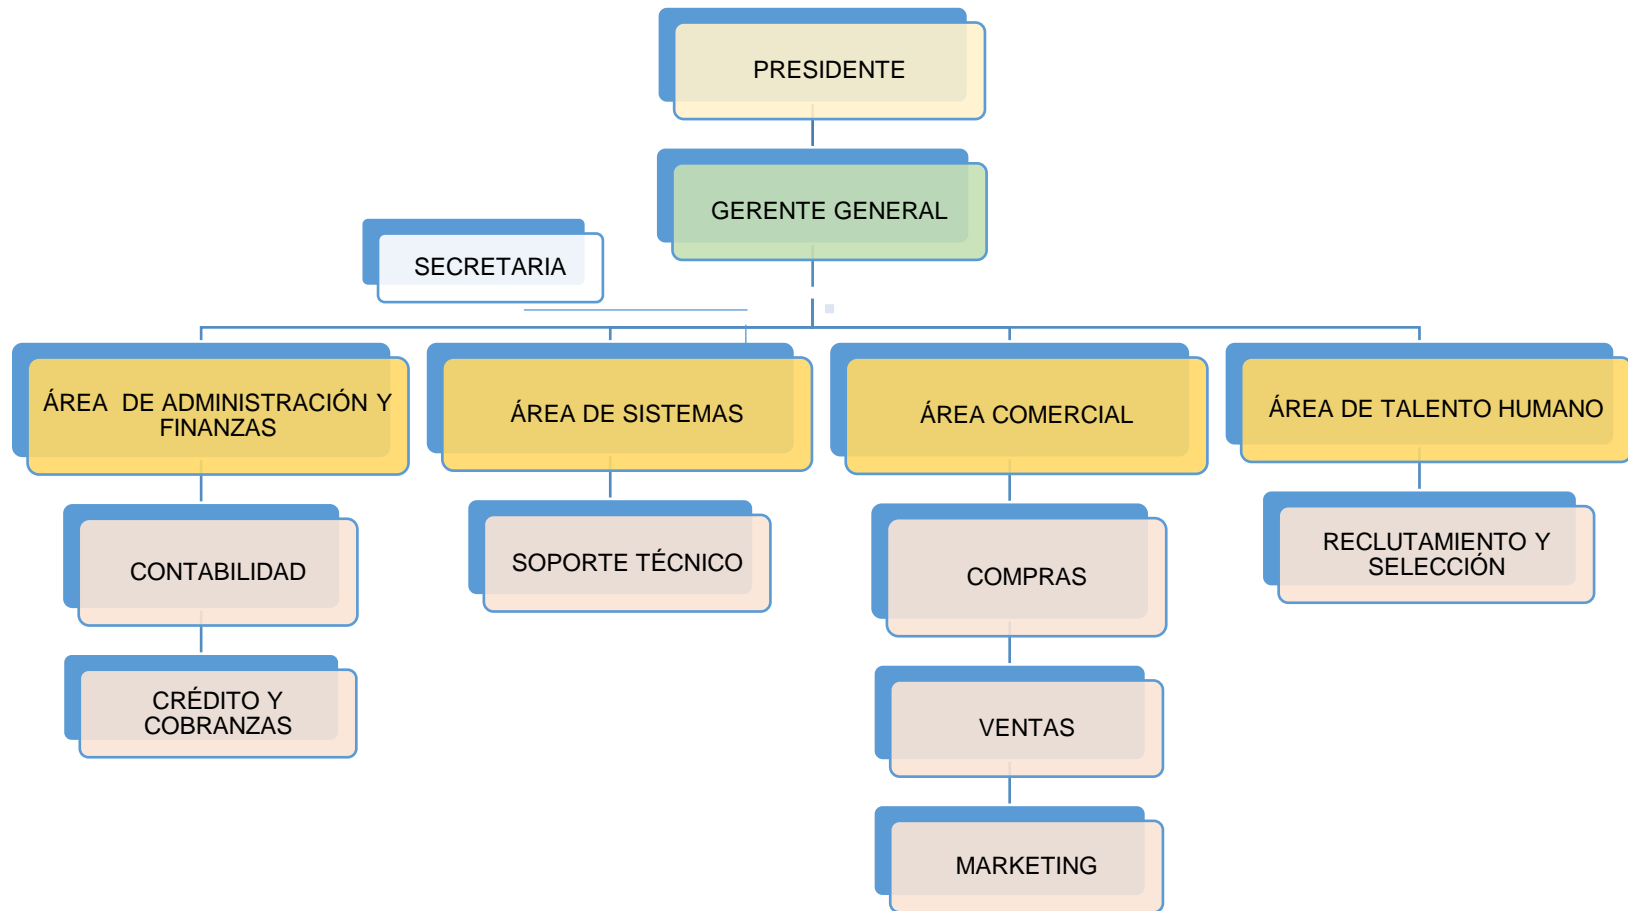 PRESIDENTE
GERENTE GENERAL
SECRETARIA
ÁREA  DE ADMINISTRACIÓN Y
FINANZAS
ÁREA DE SISTEMAS
ÁREA COMERCIAL
ÁREA DE TALENTO HUMANO
CONTABILIDAD
SOPORTE TÉCNICO
COMPRAS
RECLUTAMIENTO Y
SELECCIÓN
CRÉDITO Y
COBRANZAS
VENTAS
MARKETING